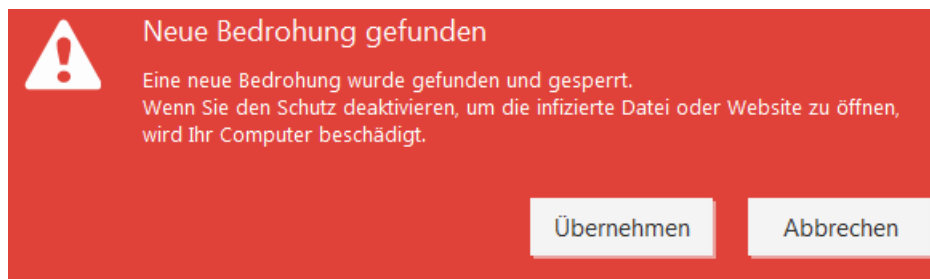 Neue Bedrohung gefunden
Eine neue Bedrohung wurde gefunden und gesperrt.
Wenn Sie den Schutz deaktivieren, um die infizierte Datei oder Website zu öffnen,
wird Ihr Computer beschädigt.
Übernehmen Abbrechen